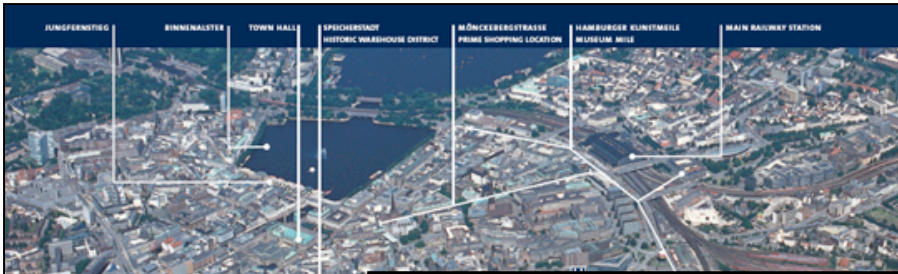 JUNGFERNSTIEG
BINNENALSTER
TOWN HALL
SPEICHERSTADT
HISTORIC WAREHOUSE DISTRICT
MÖNCKEBERGSTRASSE
PRIME SHOPPING LOCATION
HAMBURGER KUNSTMEILE
MUSEUM MILE
MAIN RAILWAY STATION